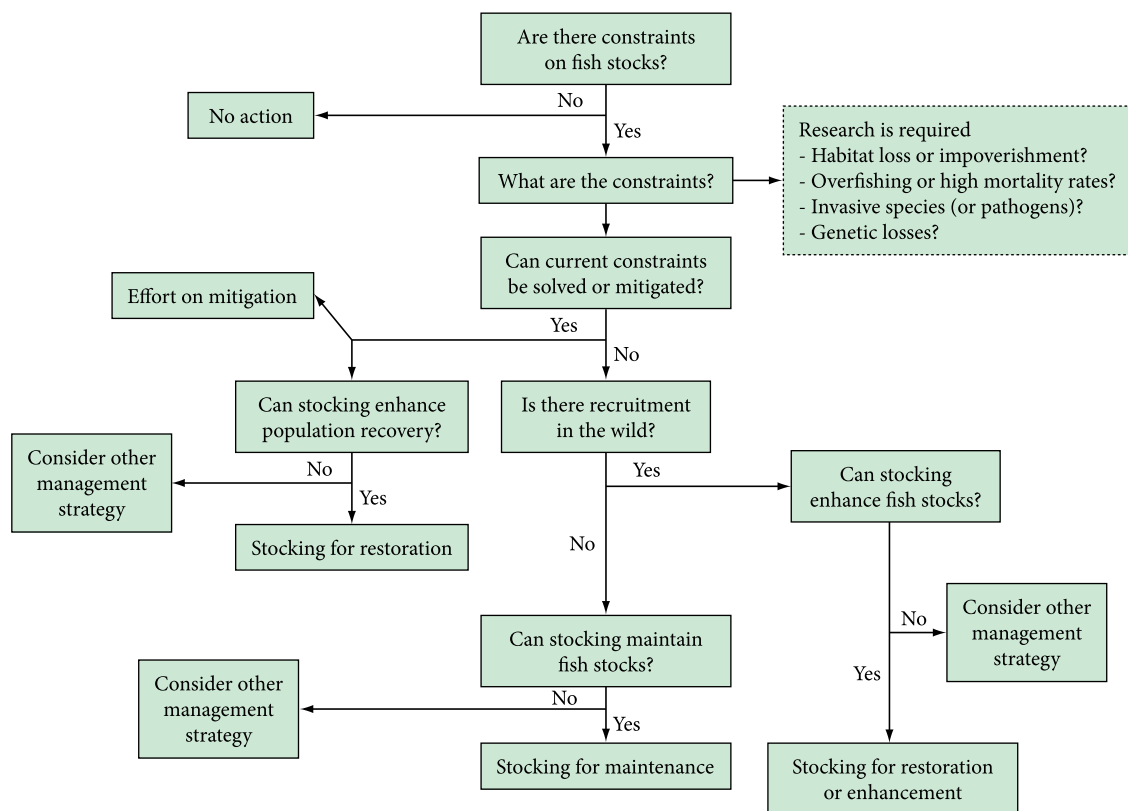 Are there constraints
on fish stocks?
No
No action
Yes
What are the constraints?
Research is required
- Habitat loss or impoverishment?
- Overfishing or high mortality rates?
- Invasive species (or pathogens)?
- Genetic losses?
Can current constraints
be solved or mitigated?
Effort on mitigation
Yes
No
Can stocking enhance
population recovery?
Is there recruitment
in the wild?
No
Consider other
management
strategy
Yes
Stocking for restoration
Yes
Can stocking
enhance fish stocks?
No
Can stocking maintain
fish stocks?
No
Consider other
management
strategy
Yes
No
Consider other
management
strategy
Yes
Stocking for maintenance
Stocking for restoration
or enhancement